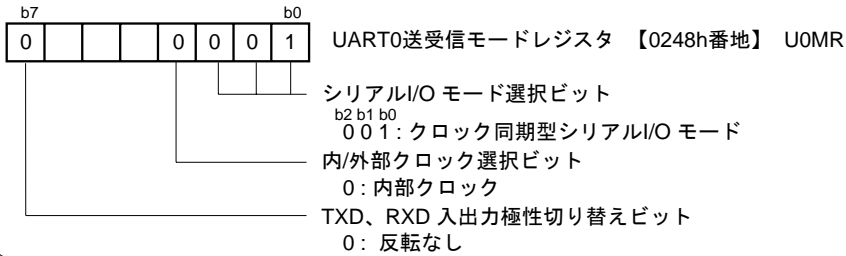 b7 b0
0 0 0 0 1 UART0送受信モードレジスタ 【0248h番地】 U0MR
シリアルI/O モード選択ビット
b2 b1 b0
0 0 1 : クロック同期型シリアルI/O モード
内/外部クロック選択ビット
0 : 内部クロック
TXD、RXD 入出力極性切り替えビット
0 : 反転なし